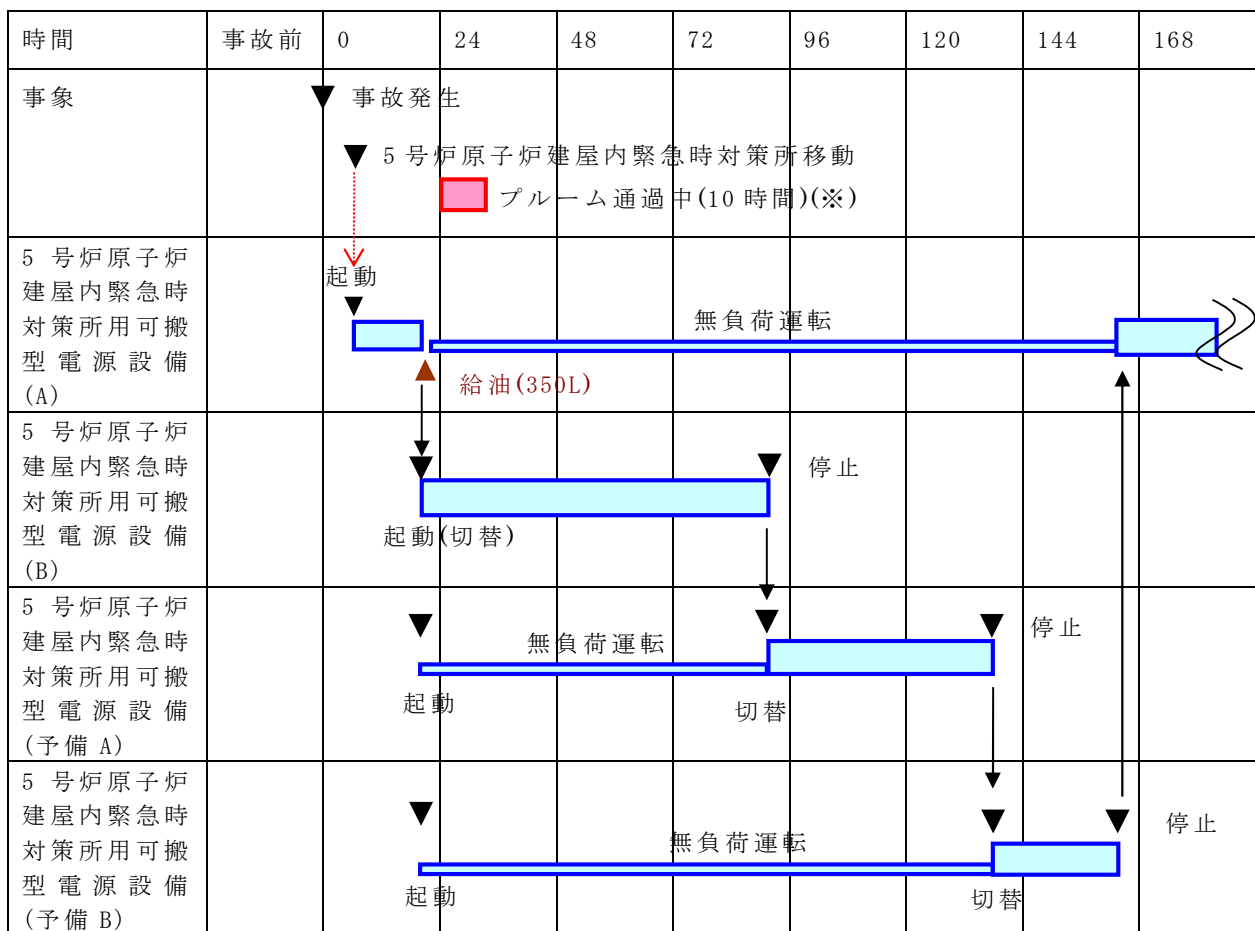 時間 事故前 0 24 48 72 96 120 144 168
事象
事故発生
5 号炉原子炉建屋内緊急時対策所移動
プルーム通過中(10 時間)(※)
5 号炉原子炉
建屋内緊急時
対策所用可搬
型電源設備
(A)
起動
無負荷運転
給油(350L)
5 号炉原子炉
建屋内緊急時
対策所用可搬
型電源設備
(B)
停止
起動(切替)
5 号炉原子炉
建屋内緊急時
対策所用可搬
型電源設備
(予備 A)
停止
無負荷運転
起動
切替
5 号炉原子炉
建屋内緊急時
対策所用可搬
型電源設備
(予備 B)
停止
無負荷運転
起動
切替